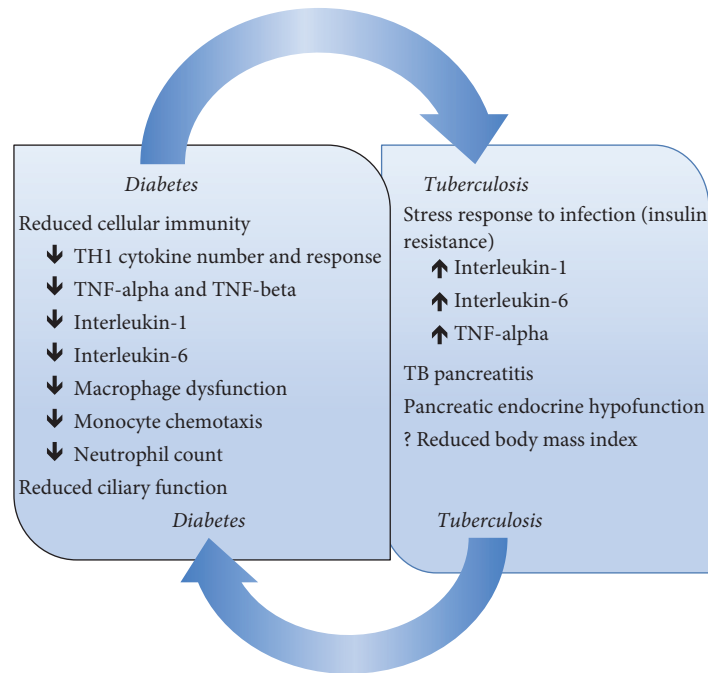 Diabetes
Reduced cellular immunity
↓ TH1 cytokine number and response
↓ TNF-alpha and TNF-beta
↓ Interleukin-1
↓ Interleukin-6
↓ Macrophage dysfunction
↓ Monocyte chemotaxis
↓ Neutrophil count
Reduced ciliary function
Diabetes
Tuberculosis
Stress response to infection (insulin
resistance)
↑ Interleukin-1
↑ Interleukin-6
↑ TNF-alpha
TB pancreatitis
Pancreatic endocrine hypofunction
? Reduced body mass index
Tuberculosis